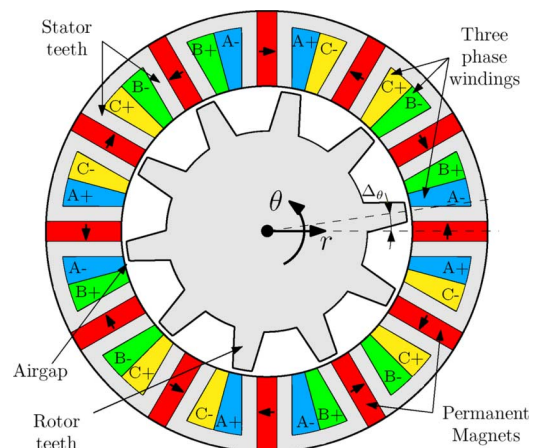 Stator
teeth
Three
phase
windings
B+
A-
A+
C-
B-
C+
C+
B-
C-
A+
B+
A-
Δθ
θ
r
A-
B+
A+
C-
B-
C+
C+
B-
C-
A+
A-
B+
Airgap
Rotor
teeth
Permanent
Magnets